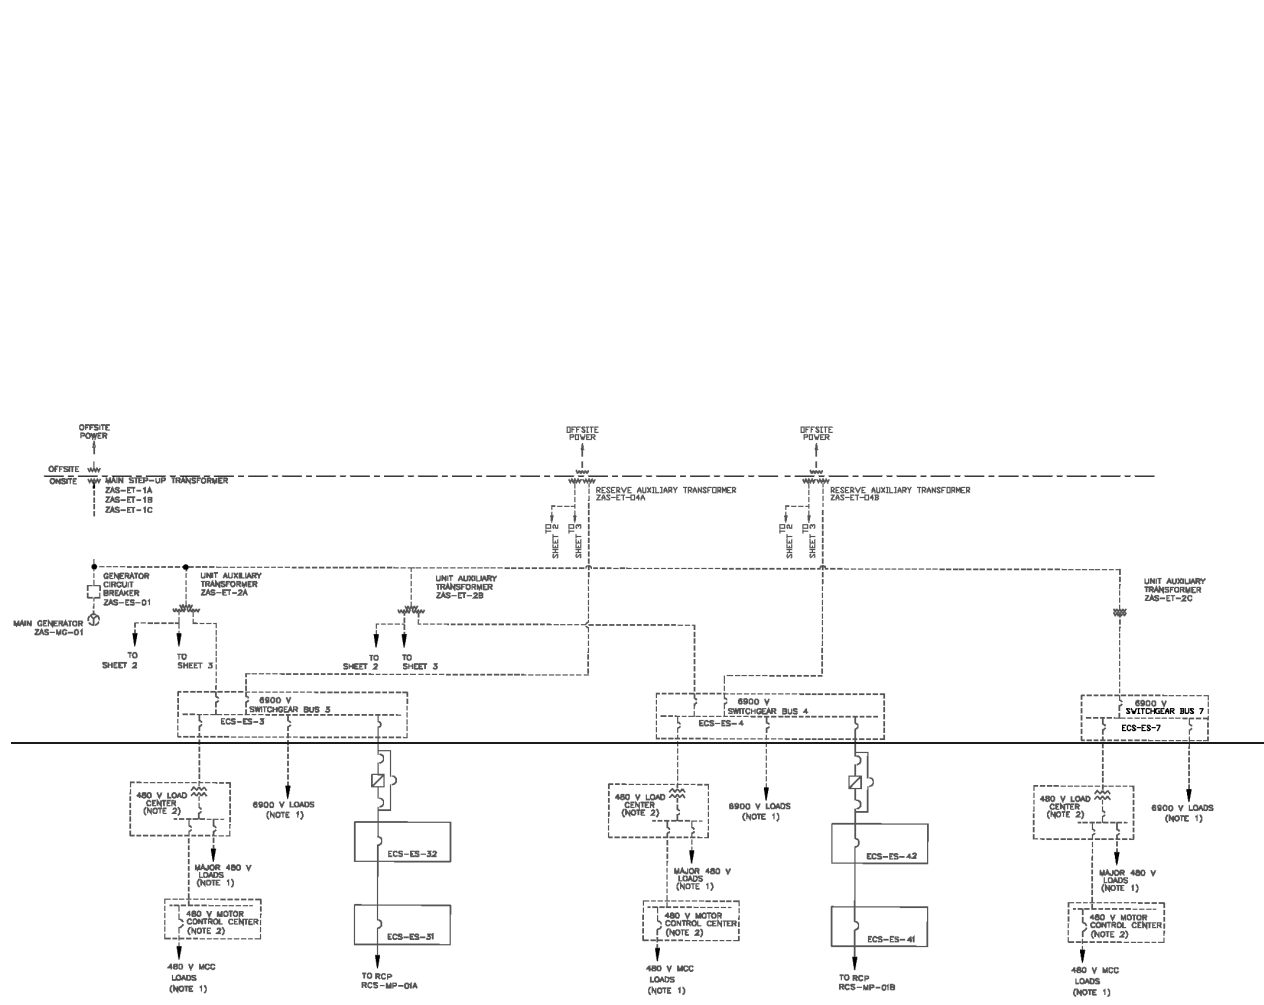 OFFSITE
POWER
OFFSITE
POWER
OFFSITE
POWER
OFFSITE
ONSITE
MAIN STEP-UP TRANSFORMER
ZAS-ET-1A
ZAS-ET-1B
ZAS-ET-1C
RESERVE AUXILIARY TRANSFORMER
ZAS-ET-04A
RESERVE AUXILIARY TRANSFORMER
ZAS-ET-04B
TO
SHEET 2
TO
SHEET 3
TO
SHEET 2
TO
SHEET 3
GENERATOR
CIRCUIT
BREAKER
ZAS-ES-01
UNIT AUXILIARY
TRANSFORMER
ZAS-ET-2A
UNIT AUXILIARY
TRANSFORMER
ZAS-ET-2B
UNIT AUXILIARY
TRANSFORMER
ZAS-ET-2C
MAIN GENERATOR
ZAS-MG-01
TO
SHEET 2
TO
SHEET 3
TO
SHEET 2
TO
SHEET 3
6900 V
SWITCHGEAR BUS 3
ECS-ES-3
6900 V
SWITCHGEAR BUS 4
ECS-ES-4
6900 V
SWITCHGEAR BUS 7
ECS-ES-7
480 V LOAD
CENTER
(NOTE 2)
6900 V LOADS
(NOTE 1)
480 V LOAD
CENTER
(NOTE 2)
6900 V LOADS
(NOTE 1)
480 V LOAD
CENTER
(NOTE 2)
6900 V LOADS
(NOTE 1)
MAJOR 480 V
LOADS
(NOTE 1)
ECS-ES-32
MAJOR 480 V
LOADS
(NOTE 1)
ECS-ES-42
MAJOR 480 V
LOADS
(NOTE 1)
480 V MOTOR
CONTROL CENTER
(NOTE 2)
ECS-ES-31
480 V MOTOR
CONTROL CENTER
(NOTE 2)
ECS-ES-41
480 V MOTOR
CONTROL CENTER
(NOTE 2)
480 V MCC
LOADS
(NOTE 1)
TO RCP
RCS-MP-01A
480 V MCC
LOADS
(NOTE 1)
TO RCP
RCS-MP-01B
480 V MCC
LOADS
(NOTE 1)